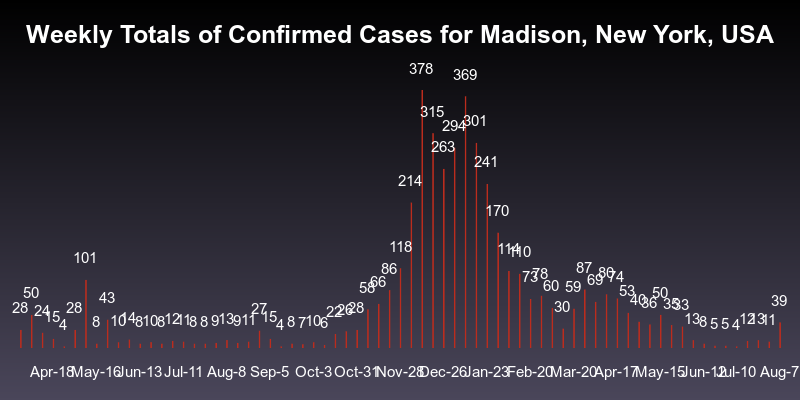 Weekly Totals of Confirmed Cases for Madison, New York, USA
28 50 24 15 4 28 101 8 43 10 14 8 10 8 12 11 8 8 9 13 9 11 27 15 4 8 7 10 6 22 26 28 58 66 86 118 214 378 315 263 294 369 301 241 170 114 110 73 78 60 30 59 87 69 80 74 53 40 36 50 35 33 13 8 5 5 4 12 13 11 39
Apr-18 May-16 Jun-13 Jul-11 Aug-8 Sep-5 Oct-3 Oct-31 Nov-28 Dec-26 Jan-23 Feb-20 Mar-20 Apr-17 May-15 Jun-12 Jul-10 Aug-7